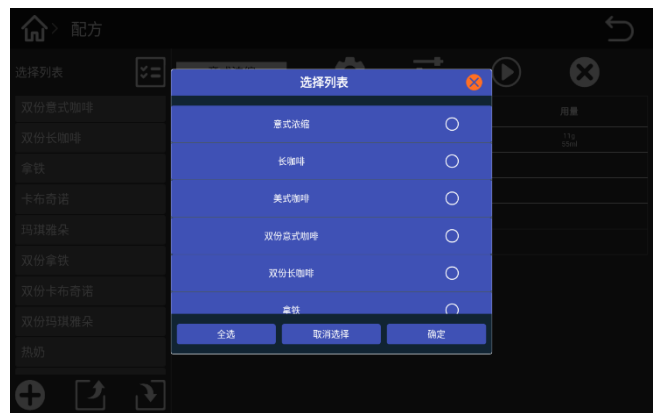 配方
选择列表
双份意式咖啡
双份长咖啡
拿铁
卡布奇诺
玛琪雅朵
双份拿铁
双份卡布奇诺
双份玛琪雅朵
热奶
选择列表
意式浓缩
长咖啡
美式咖啡
双份意式咖啡
双份长咖啡
拿铁
全选
取消选择
确定
用量
11g
55ml